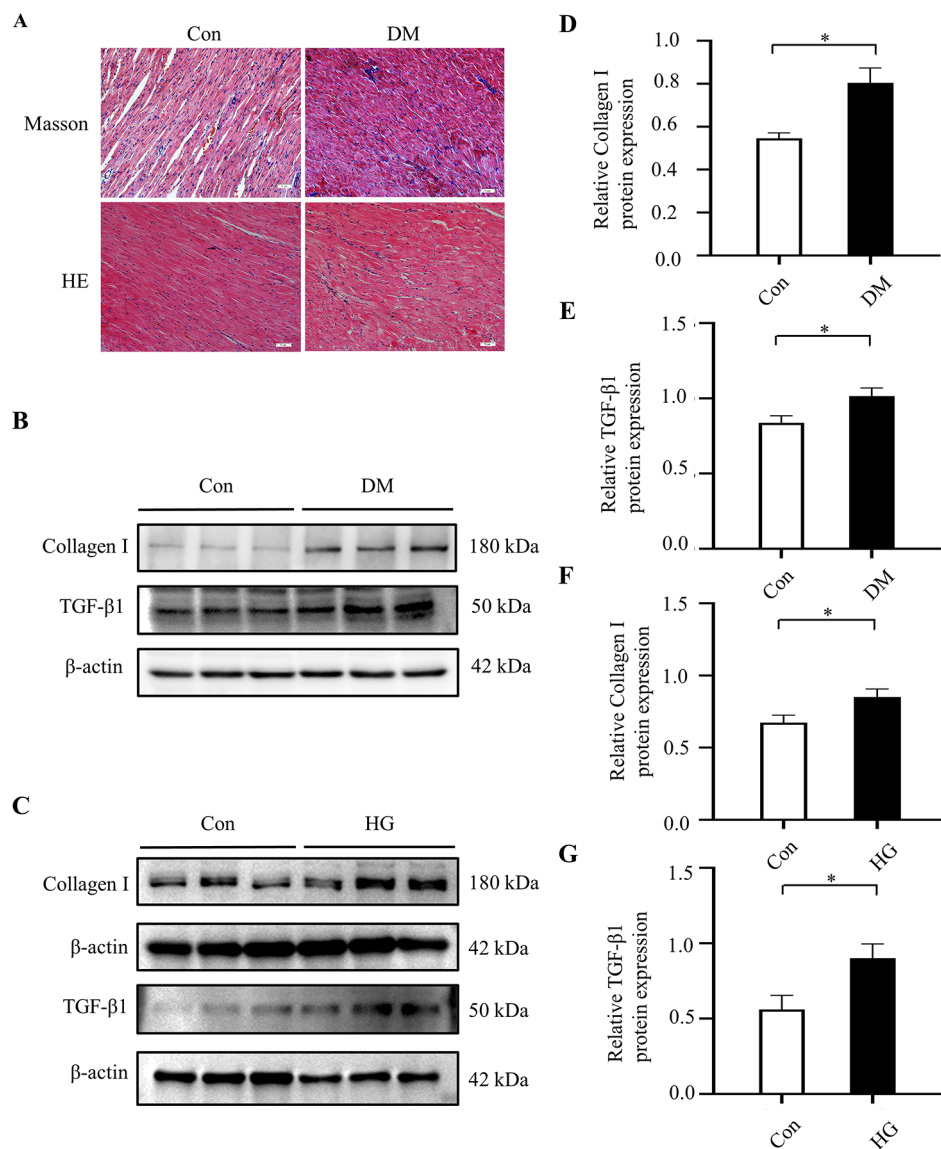 A
Con DM
Masson
HE
B
Con DM
Collagen I 180 kDa
TGF-β1 50 kDa
β-actin 42 kDa
C
Con HG
Collagen I 180 kDa
β-actin 42 kDa
TGF-β1 50 kDa
β-actin 42 kDa
D
Relative Collagen I
protein expression
1.0
0.8
0.6
0.4
0.2
0.0
*
Con DM
E
Relative TGF-β1
protein expression
1.5
1.0
0.5
0.0
*
Con DM
F
Relative Collagen I
protein expression
1.5
1.0
0.5
0.0
*
Con HG
G
Relative TGF-β1
protein expression
1.5
1.0
0.5
0.0
*
Con HG